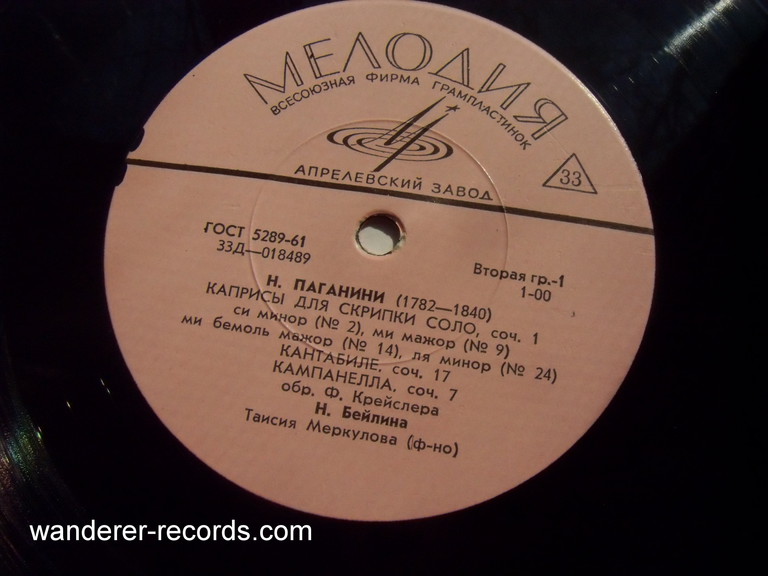 МЕЛОДИЯ
ВСЕСОЮЗНАЯ ФИРМА ГРАМПЛАСТИНОК
АПРЕЛЕВСКИЙ ЗАВОД
33
ГОСТ 5289-61
33Д—018489
Вторая гр.-1
1-00
Н. ПАГАНИНИ (1782—1840)
КАПРИСЫ ДЛЯ СКРИПКИ СОЛО, соч. 1
си минор (№ 2), ми мажор (№ 9)
ми бемоль мажор (№ 14), ля минор (№ 24)
КАНТАБИЛЕ, соч. 17
КАМПАНЕЛЛА, соч. 7
обр. Ф. Крейслера
Н. Бейлина
Таисия Меркулова (ф-но)
wanderer-records.com